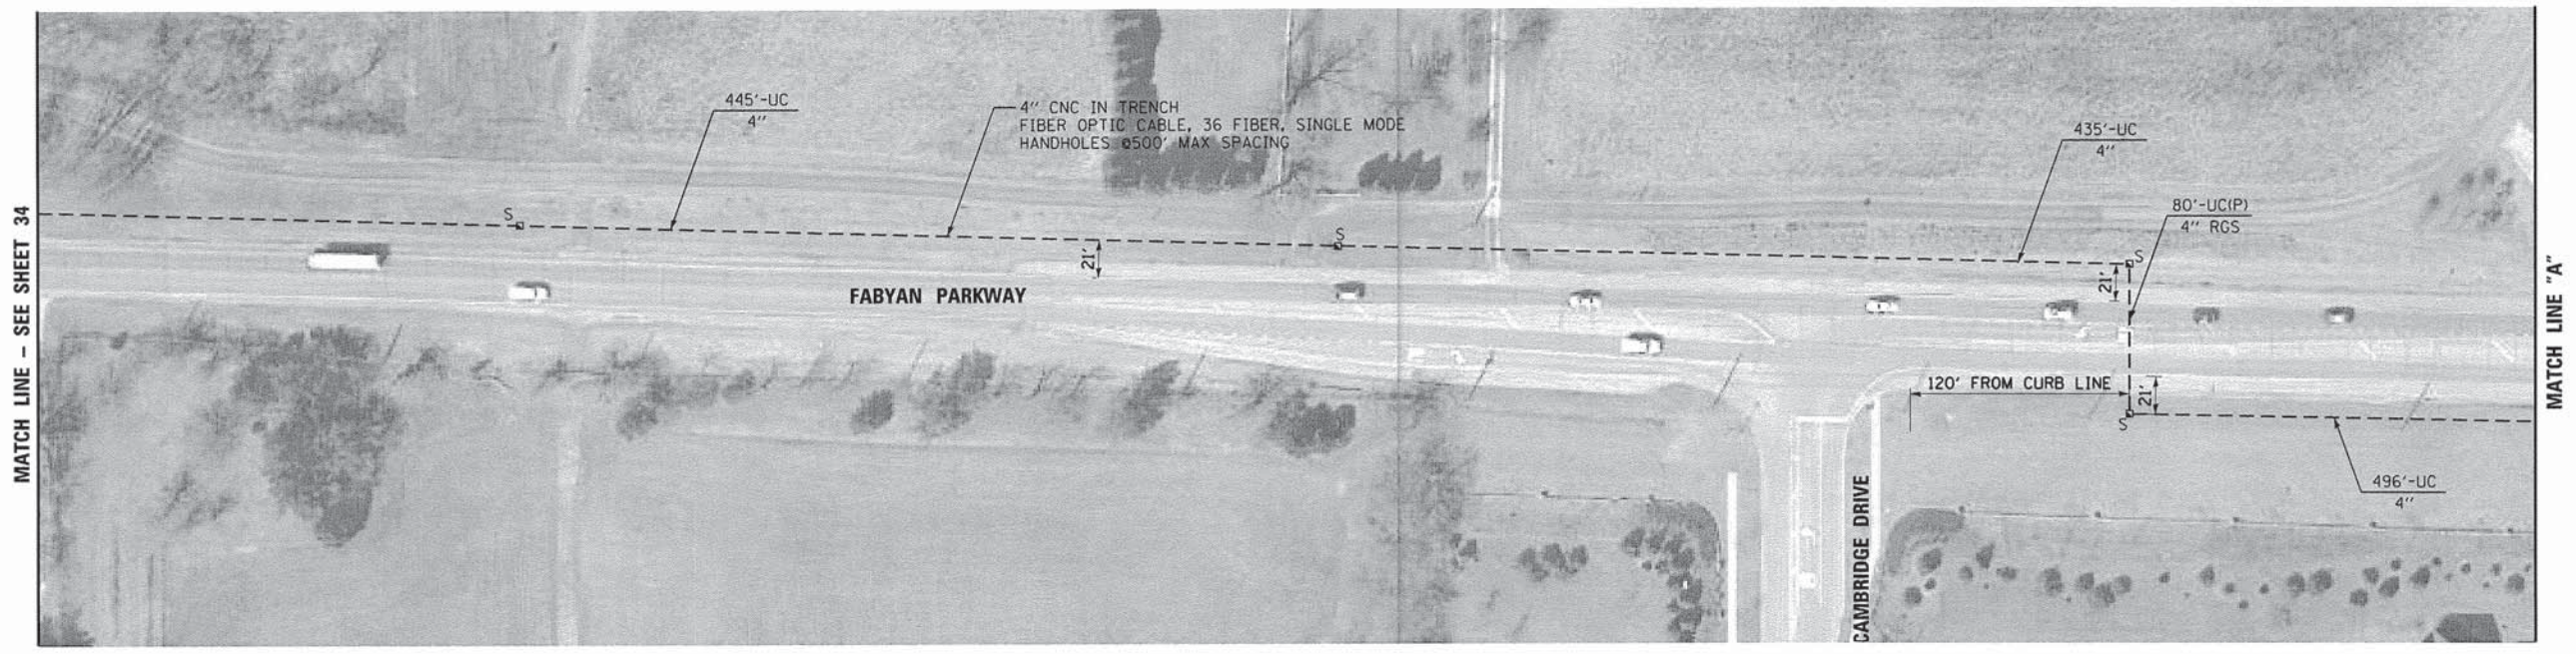 MATCH LINE - SEE SHEET 34
S
445'-UC
4"
4" CNC IN TRENCH
FIBER OPTIC CABLE, 36 FIBER, SINGLE MODE
HANDHOLES @500' MAX SPACING
21'
FABYAN PARKWAY
S
435'-UC
4"
80'-UC(P)
4" RGS
S
21'
120' FROM CURB LINE
21'
S
496'-UC
4"
CAMBRIDGE DRIVE
MATCH LINE "A"